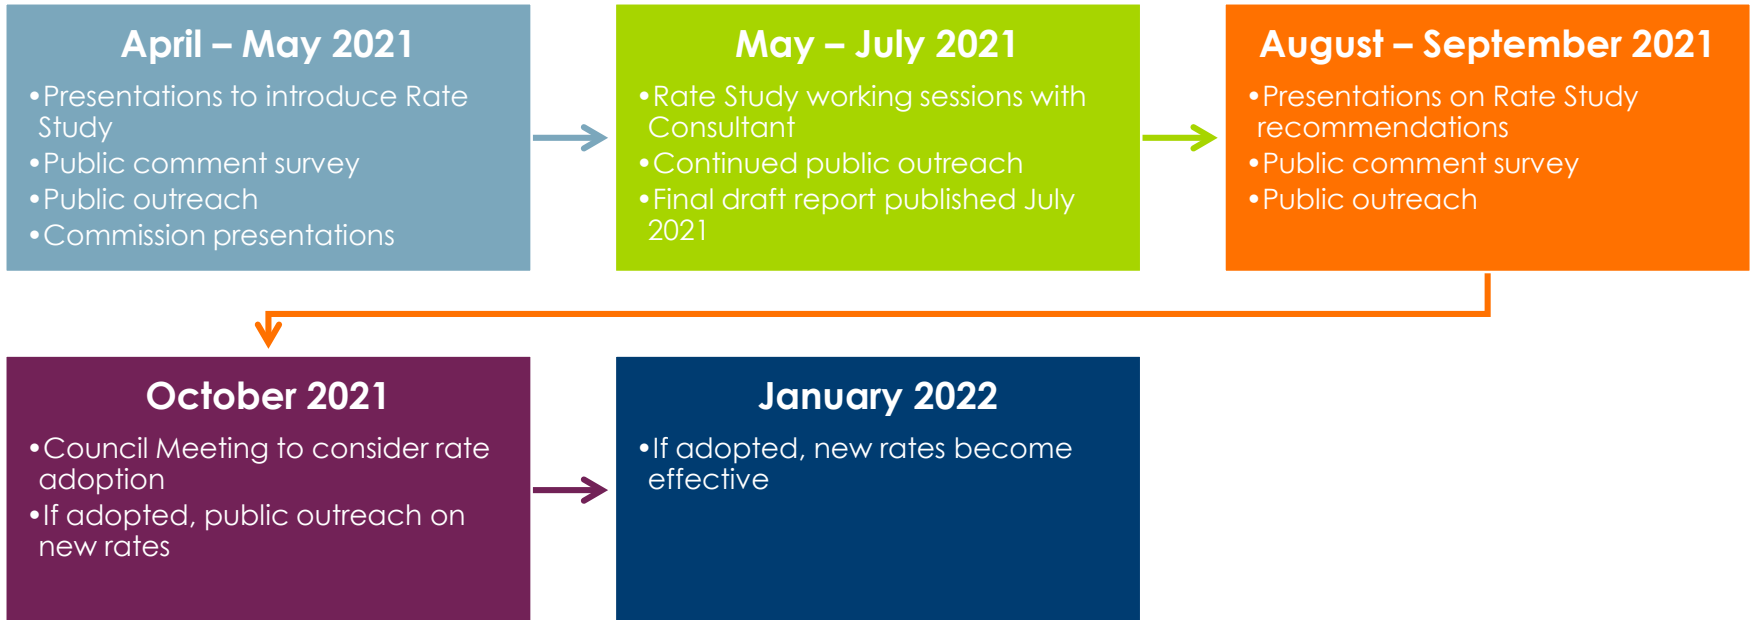 April – May 2021
•Presentations to introduce Rate
Study
•Public comment survey
•Public outreach
•Commission presentations
May – July 2021
•Rate Study working sessions with
Consultant
•Continued public outreach
•Final draft report published July
2021
August – September 2021
•Presentations on Rate Study
recommendations
•Public comment survey
•Public outreach
October 2021
•Council Meeting to consider rate
adoption
•If adopted, public outreach on
new rates
January 2022
•If adopted, new rates become
effective